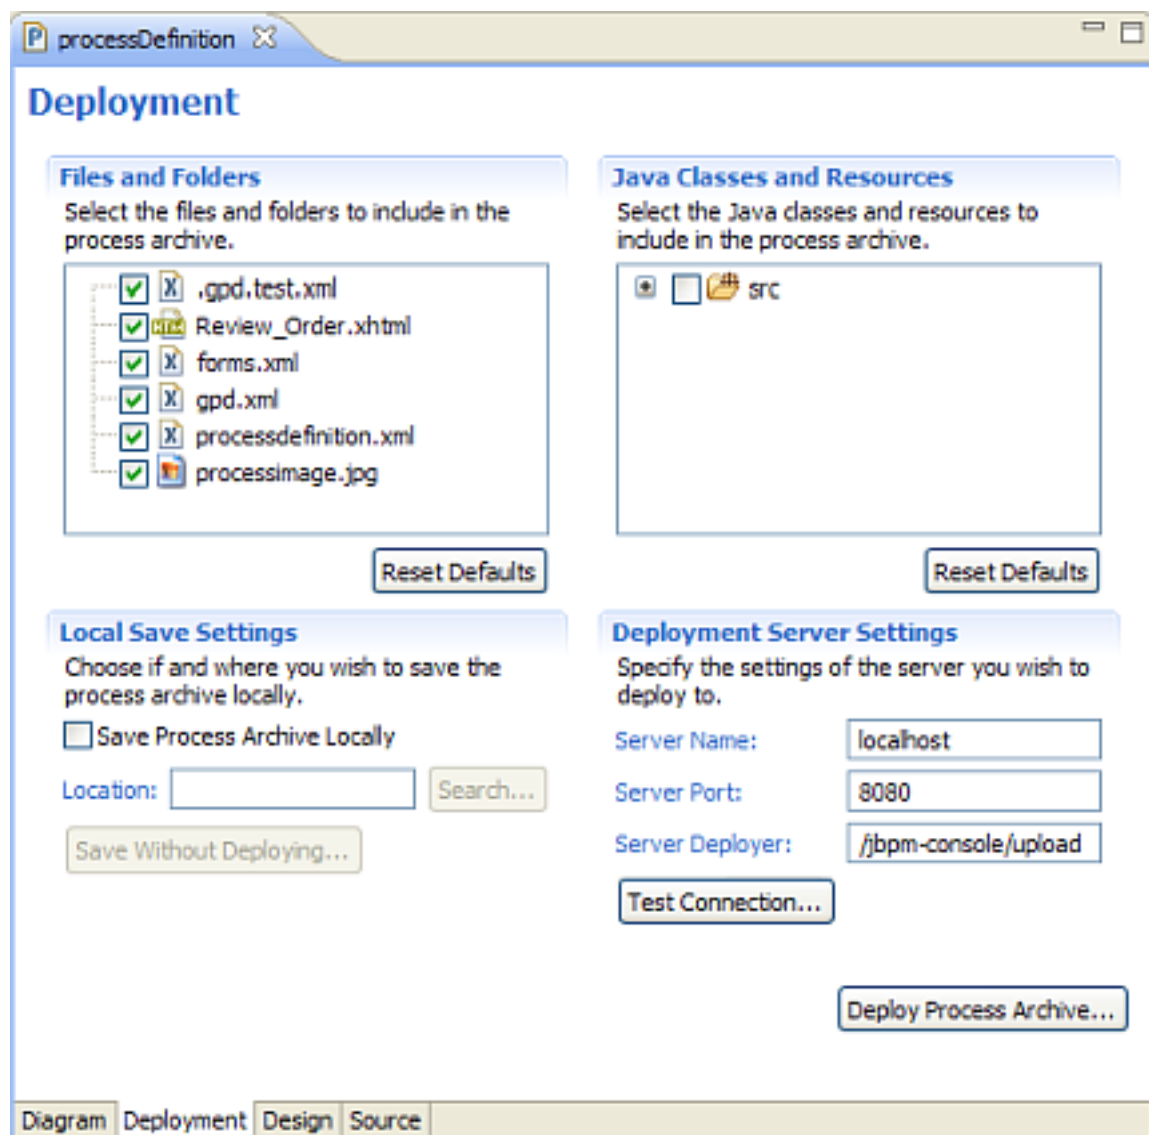 processDefinition
Deployment
Files and Folders
Select the files and folders to include in the
process archive.
.gpd.test.xml
Review_Order.xhtml
forms.xml
gpd.xml
processdefinition.xml
processimage.jpg
Reset Defaults
Java Classes and Resources
Select the Java classes and resources to
include in the process archive.
src
Reset Defaults
Local Save Settings
Choose if and where you wish to save the
process archive locally.
Save Process Archive Locally
Location:
Search...
Save Without Deploying...
Deployment Server Settings
Specify the settings of the server you wish to
deploy to.
Server Name: localhost
Server Port: 8080
Server Deployer: /jbpm-console/upload
Test Connection...
Deploy Process Archive...
Diagram Deployment Design Source